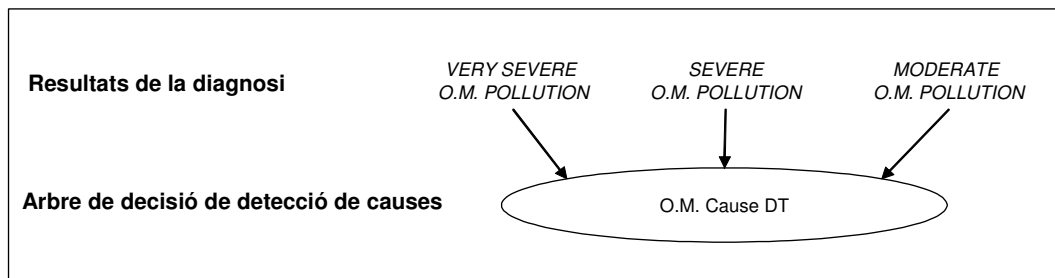 Resultats de la diagnosi
VERY SEVERE
O.M. POLLUTION
SEVERE
O.M. POLLUTION
MODERATE
O.M. POLLUTION
Arbre de decisió de detecció de causes
O.M. Cause DT